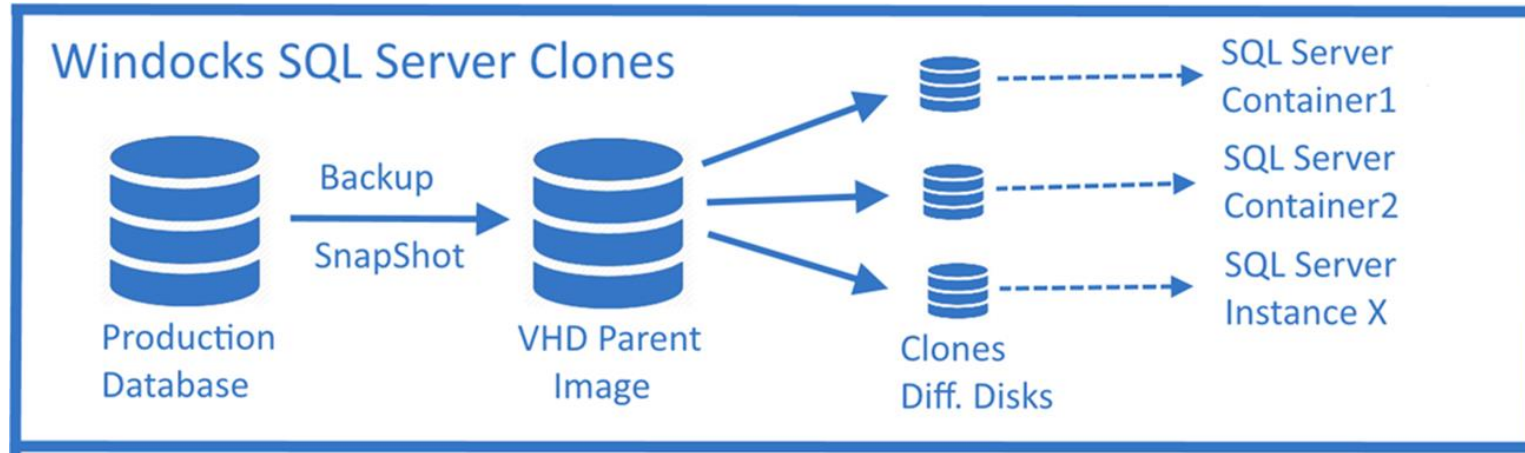 Windocks SQL Server Clones
Production
Database
Backup
SnapShot
VHD Parent
Image
Clones
Diff. Disks
SQL Server
Container1
SQL Server
Container2
SQL Server
Instance X